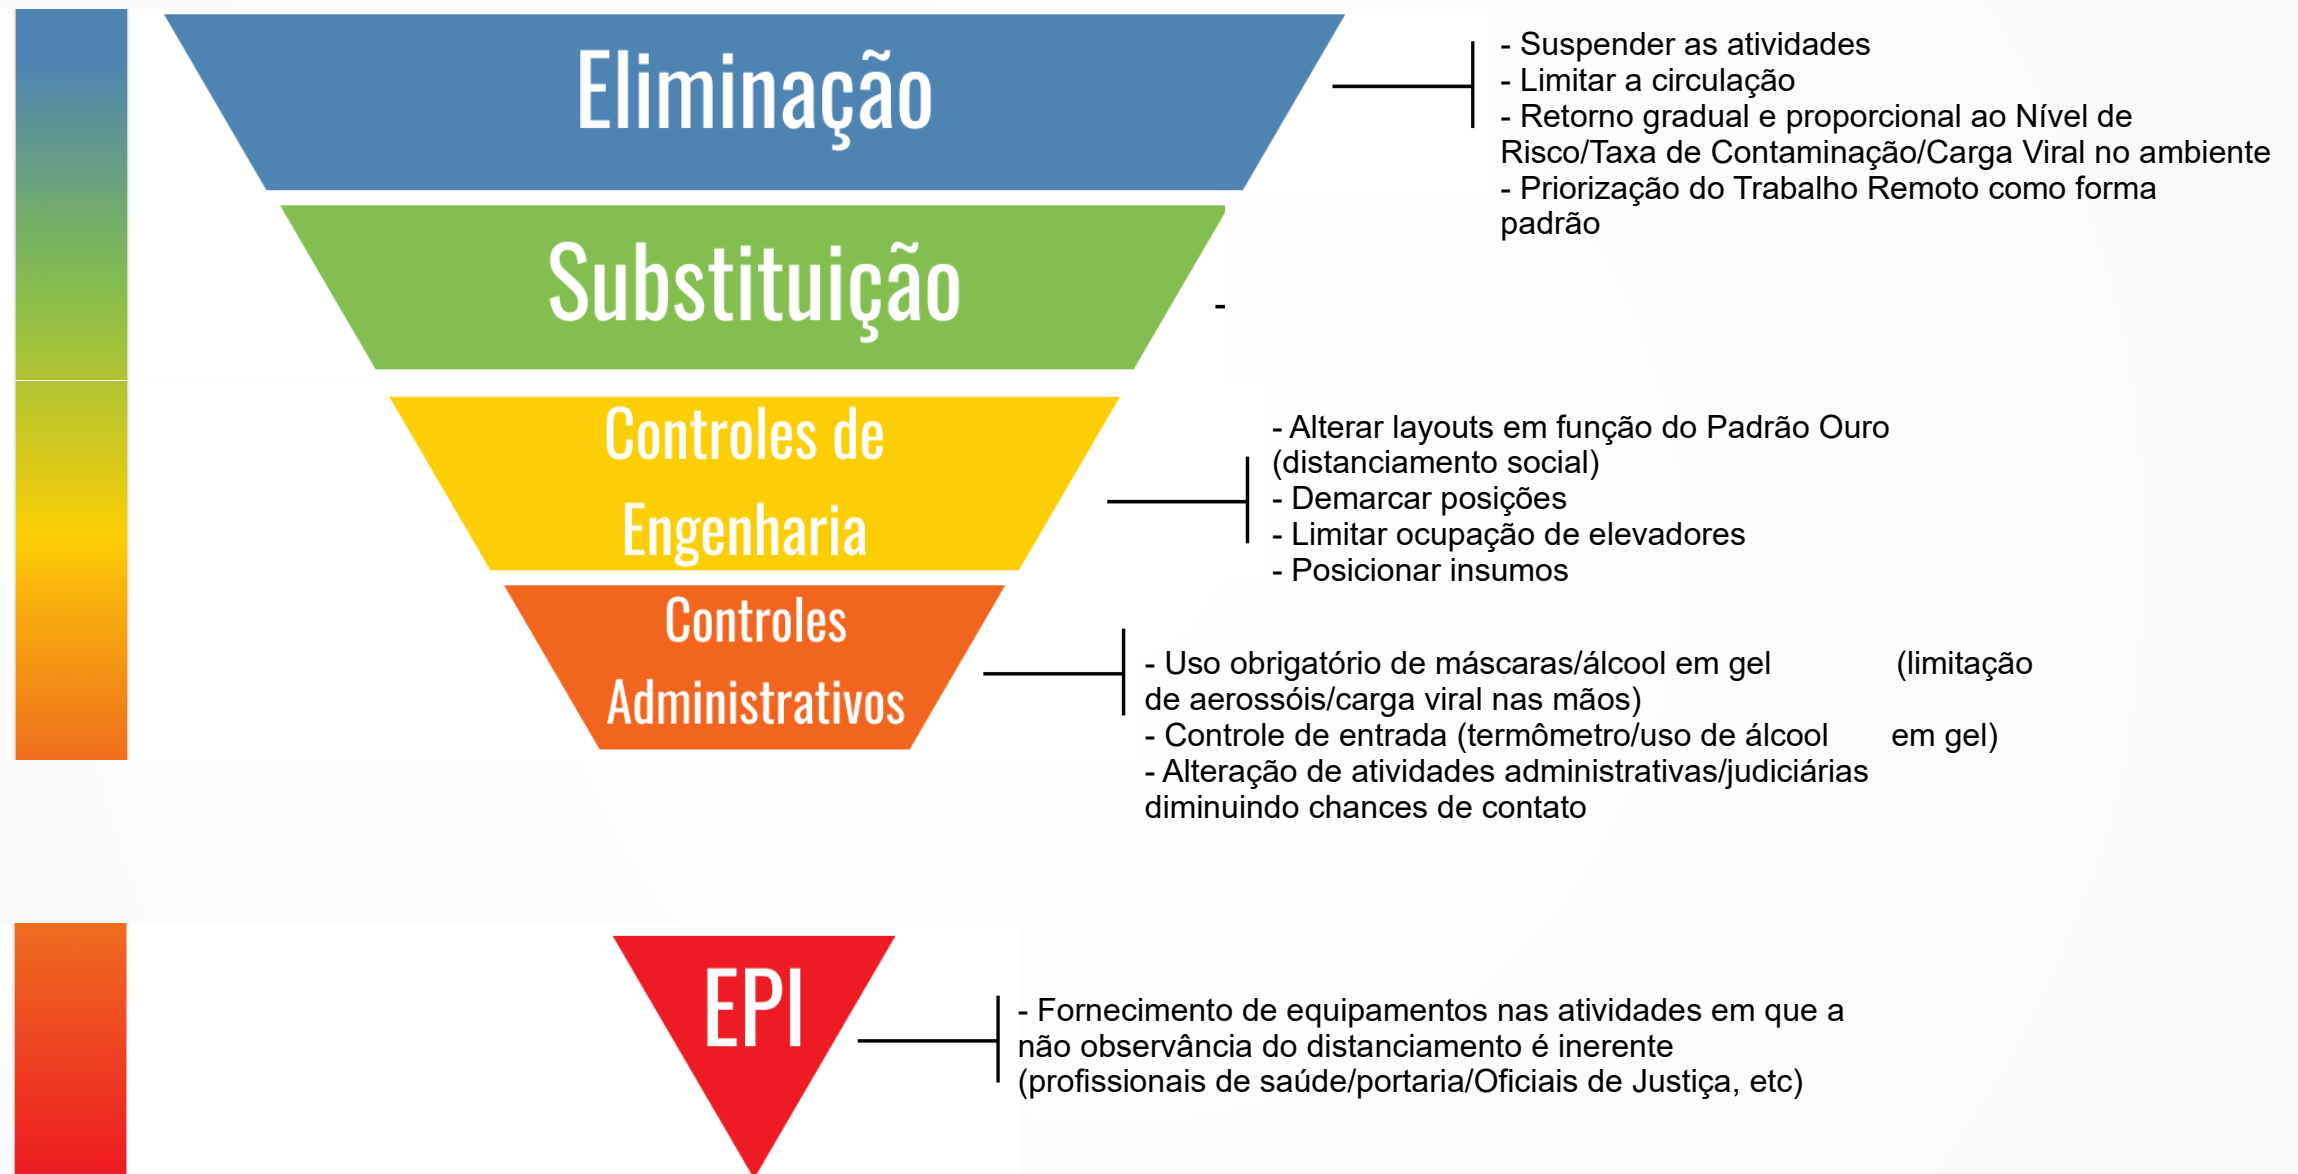 Eliminação
- Suspender as atividades
- Limitar a circulação
- Retorno gradual e proporcional ao Nível de
Risco/Taxa de Contaminação/Carga Viral no ambiente
- Priorização do Trabalho Remoto como forma
padrão
Substituição
-
Controles de
Engenharia
- Alterar layouts em função do Padrão Ouro
(distanciamento social)
- Demarcar posições
- Limitar ocupação de elevadores
- Posicionar insumos
Controles
Administrativos
- Uso obrigatório de máscaras/álcool em gel (limitação
de aerossóis/carga viral nas mãos)
- Controle de entrada (termômetro/uso de álcool em gel)
- Alteração de atividades administrativas/judiciárias
diminuindo chances de contato
EPI
- Fornecimento de equipamentos nas atividades em que a
não observância do distanciamento é inerente
(profissionais de saúde/portaria/Oficiais de Justiça, etc)